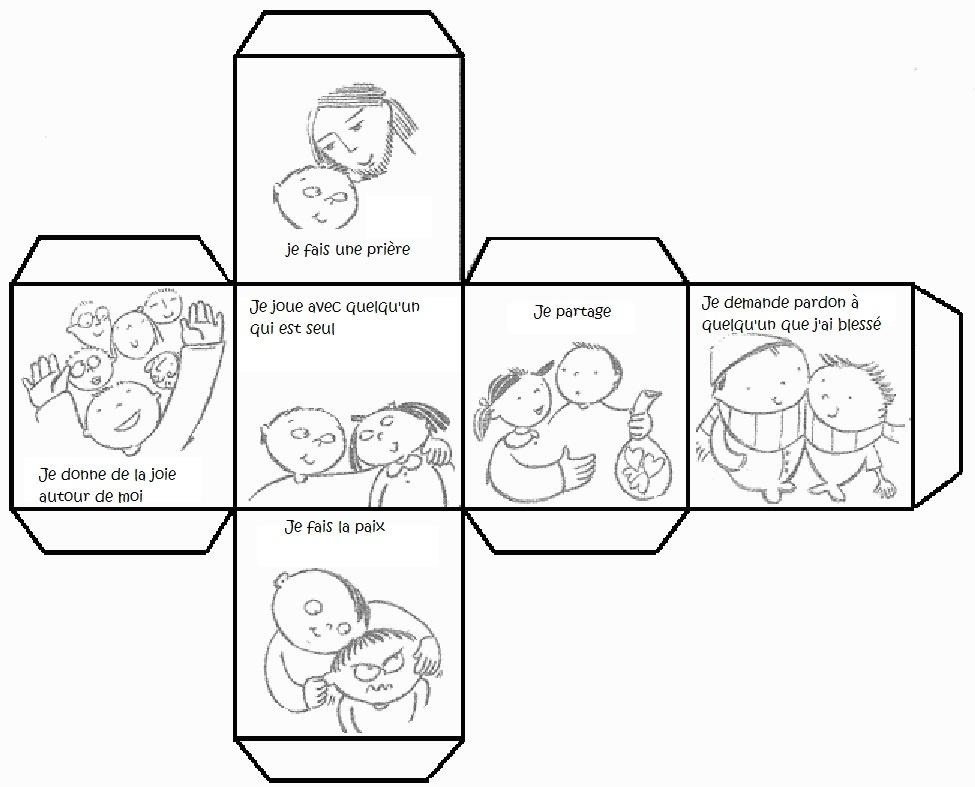 je fais une prière
Je donne de la joie
autour de moi
Je joue avec quelqu'un
qui est seul
Je partage
Je demande pardon à
quelqu'un que j'ai blessé
Je fais la paix